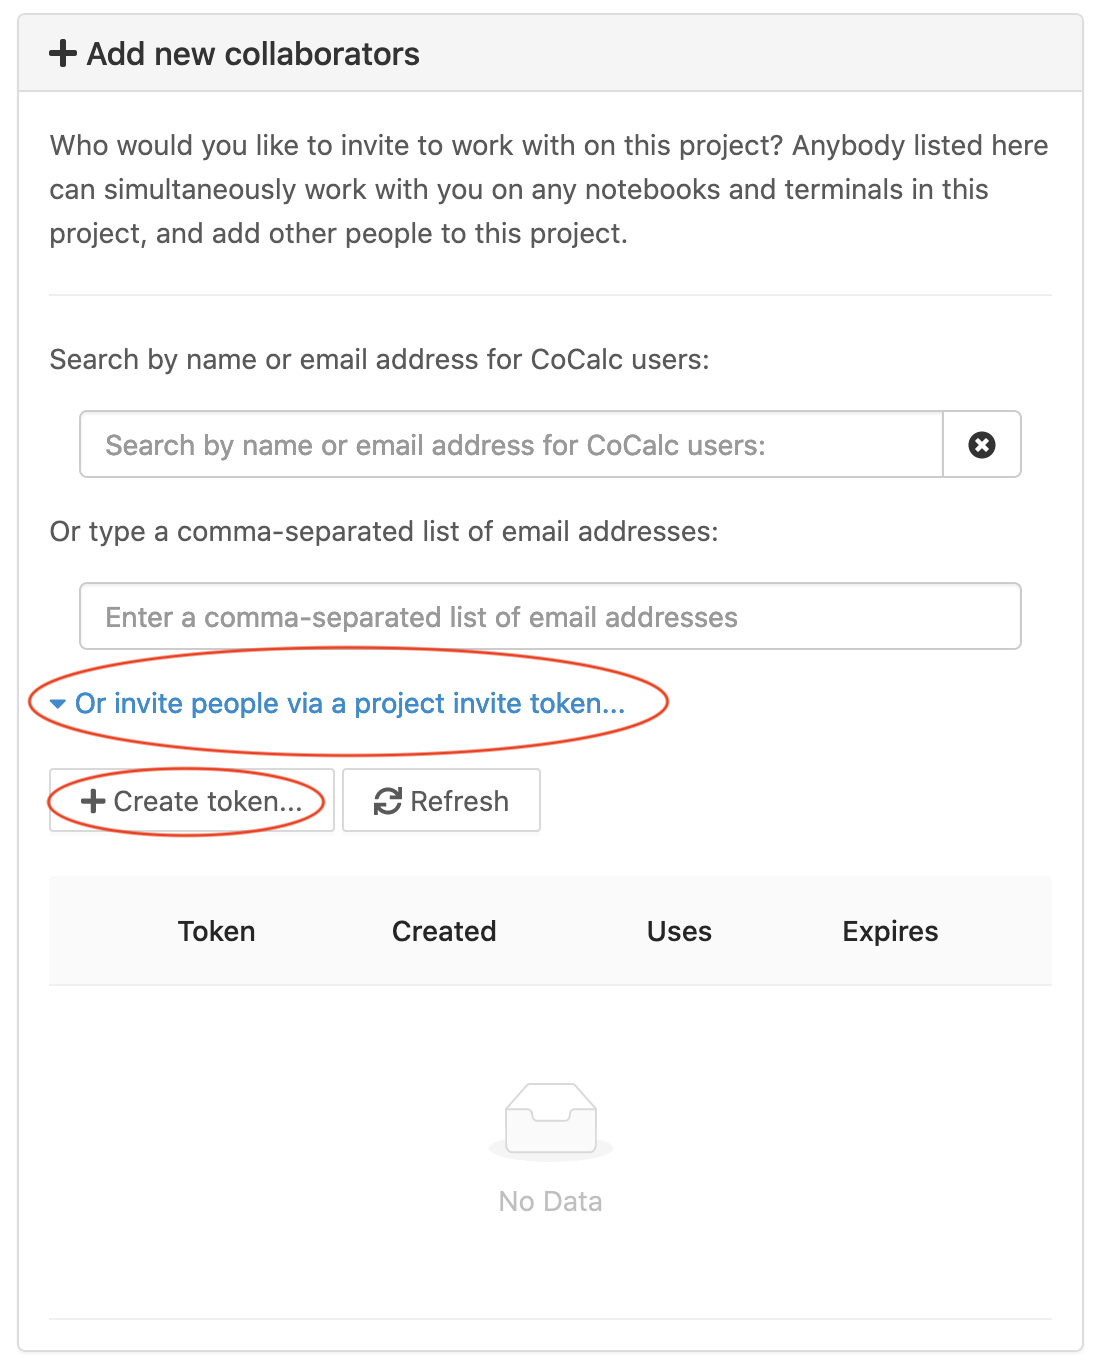 Add new collaborators
Who would you like to invite to work with on this project? Anybody listed here
can simultaneously work with you on any notebooks and terminals in this
project, and add other people to this project.
Search by name or email address for CoCalc users:
Search by name or email address for CoCalc users:
Or type a comma-separated list of email addresses:
Enter a comma-separated list of email addresses
Or invite people via a project invite token...
Create token... Refresh
Token Created Uses Expires
No Data